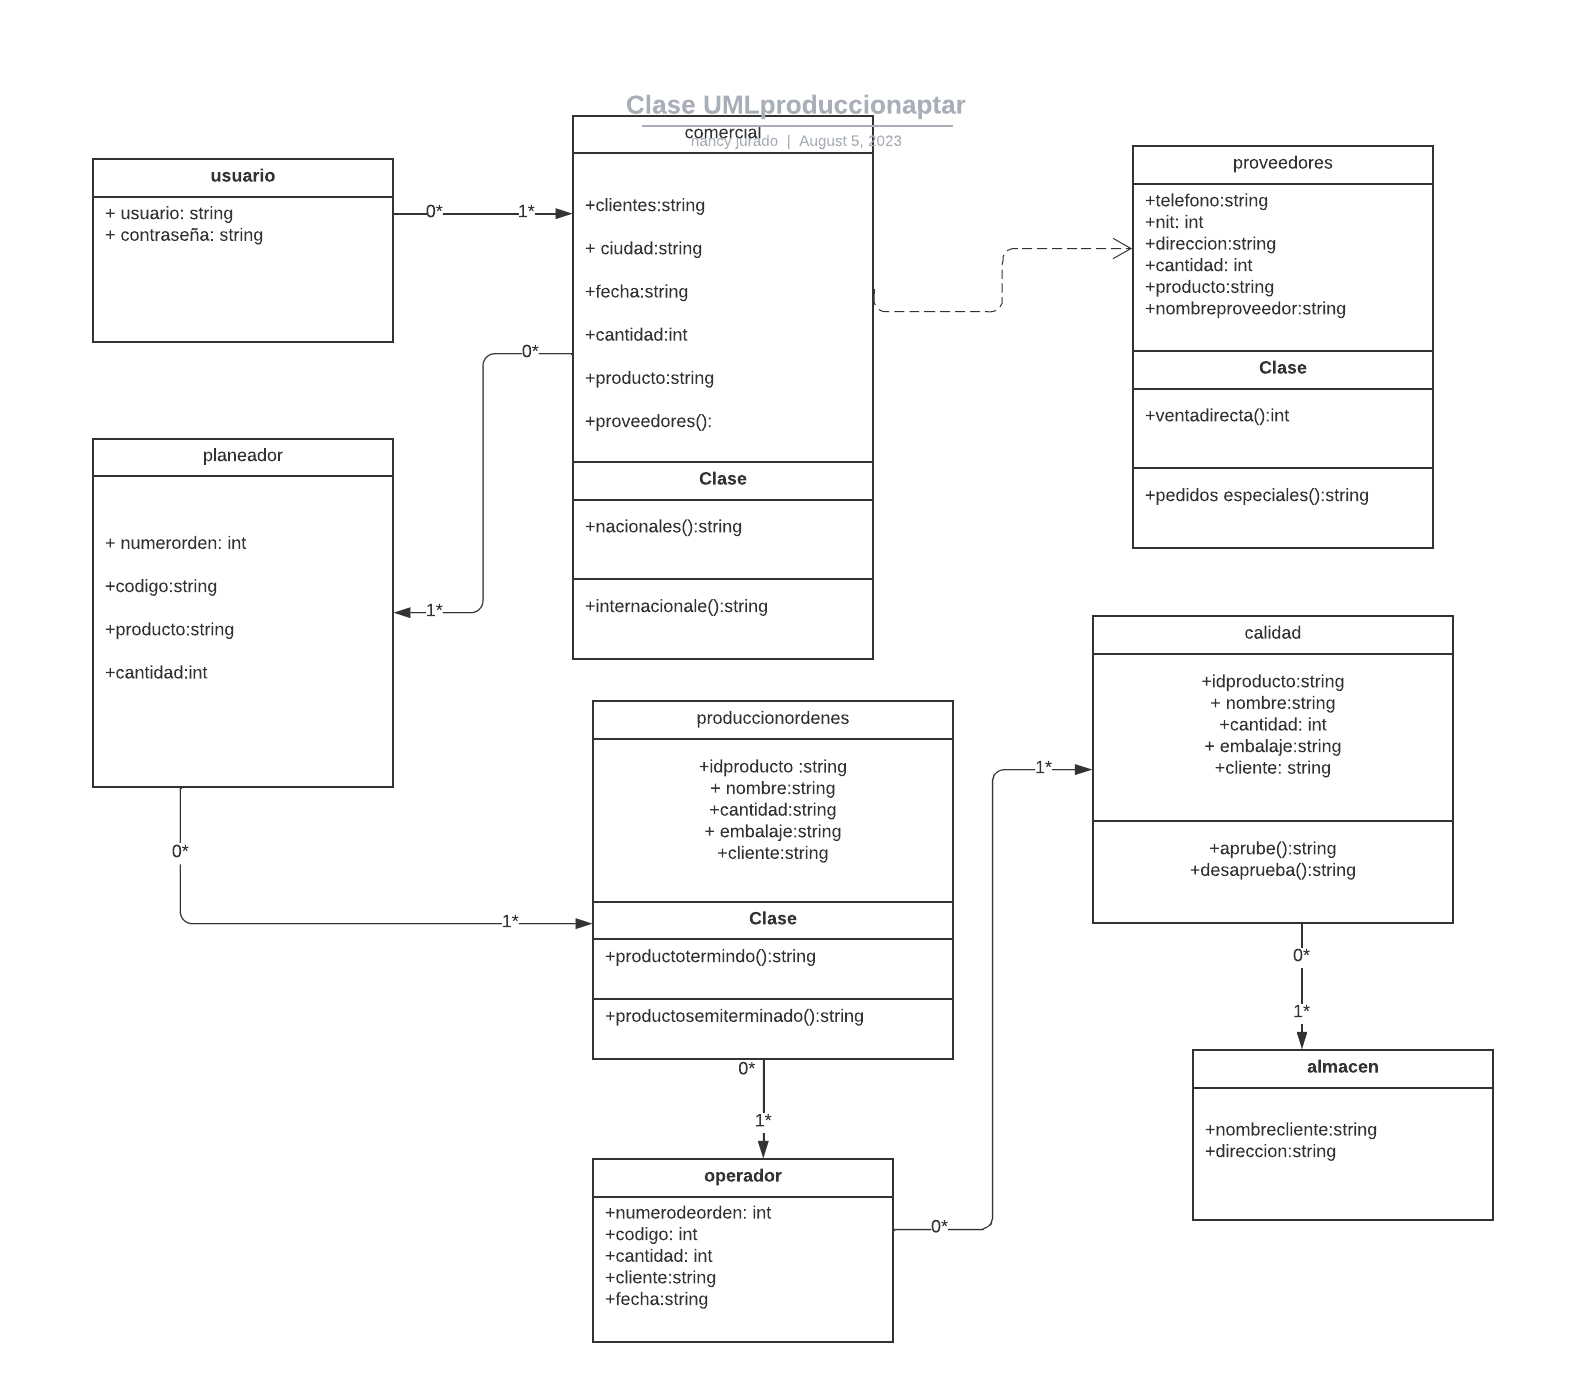 Clase UMLproduccionaptar
nancy jurado | August 5, 2023
usuario
+ usuario: string
+ contraseña: string
0*
1*
comercial
+clientes:string
+ ciudad:string
+fecha:string
+cantidad:int
+producto:string
+proveedores():
Clase
+nacionales():string
+internacionale():string
proveedores
+telefono:string
+nit: int
+direccion:string
+cantidad: int
+producto:string
+nombreproveedor:string
Clase
+ventadirecta():int
+pedidos especiales():string
0*
1*
planeador
+ numerorden: int
+codigo:string
+producto:string
+cantidad:int
0*
1*
produccionordenes
+idproducto :string
+ nombre:string
+cantidad:string
+ embalaje:string
+cliente:string
Clase
+productotermindo():string
+productosemiterminado():string
0*
1*
operador
+numerodeorden: int
+codigo: int
+cantidad: int
+cliente:string
+fecha:string
0*
1*
calidad
+idproducto:string
+ nombre:string
+cantidad: int
+ embalaje:string
+cliente: string
+aprube():string
+desaprueba():string
0*
1*
almacen
+nombrecliente:string
+direccion:string